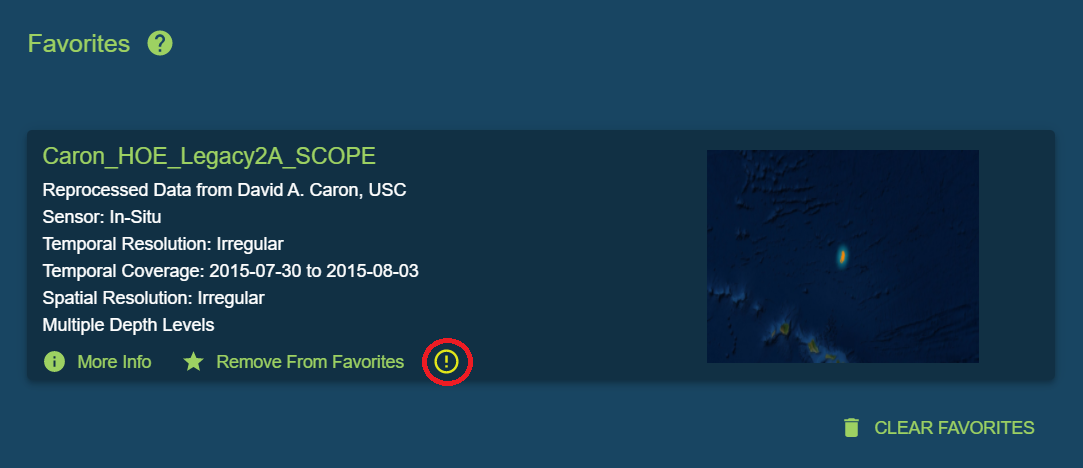 Favorites
Caron_HOE_Legacy2A_SCOPE
Reprocessed Data from David A. Caron, USC
Sensor: In-Situ
Temporal Resolution: Irregular
Temporal Coverage: 2015-07-30 to 2015-08-03
Spatial Resolution: Irregular
Multiple Depth Levels
More Info Remove From Favorites
CLEAR FAVORITES